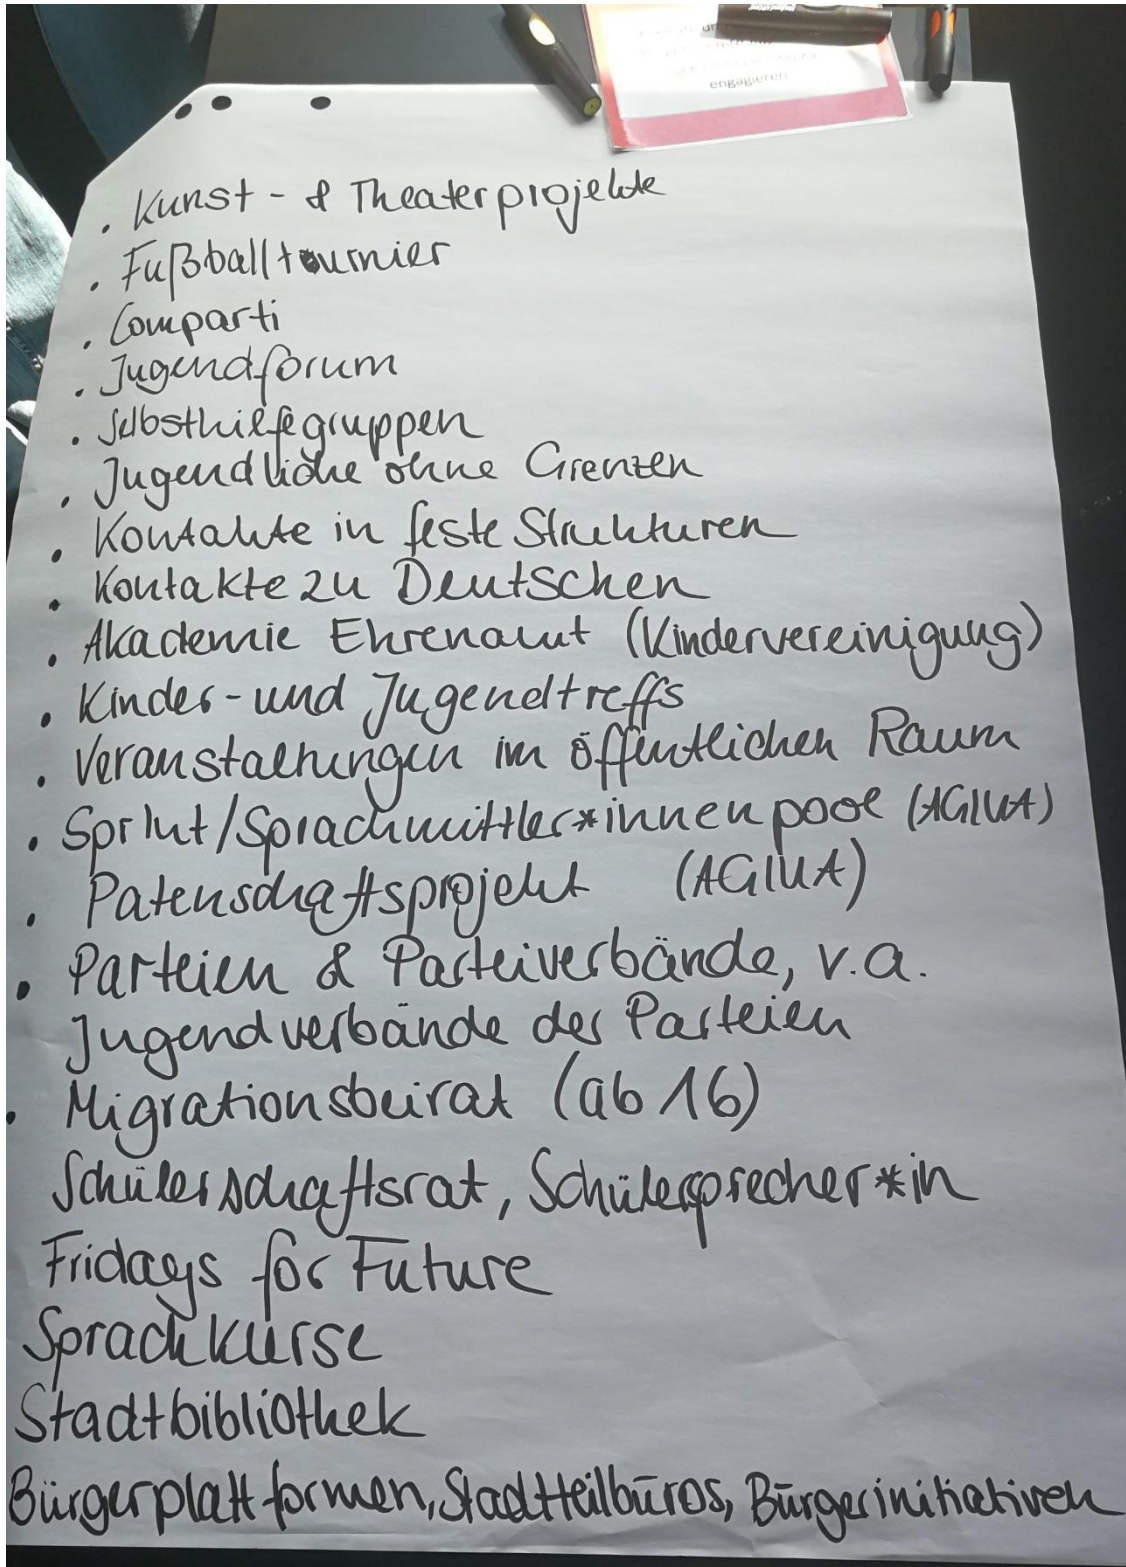 engagieren
. Kunst- & Theaterprojekte
. Fußballtournier
. Comparti
. Jugendforum
. Selbsthilfegruppen
. Jugendliche ohne Grenzen
. Kontakte in feste Strukturen
. Kontakte zu Deutschen
. Akademie Ehrenamt (Kindervereinigung)
. Kinder- und Jugendtreffs
. Veranstaltungen im öffentlichen Raum
. SprInt/Sprachmittler*innenpool (AGIUA)
. Patenschaftsprojekt (AGIUA)
. Parteien & Parteiverbände, v.a.
Jugendverbände der Parteien
. Migrationsbeirat (ab 16)
Schülerschaftsrat, Schülersprecher*in
Fridays for Future
Sprachkurse
Stadtbibliothek
Bürgerplattformen, Stadtteilbüros, Bürgerinitiativen